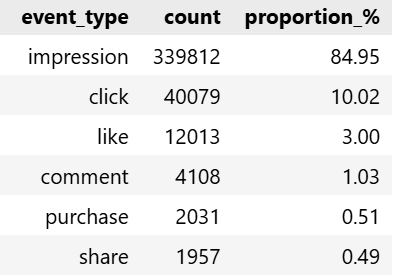 event_type count proportion_%
impression 339812 84.95
click 40079 10.02
like 12013 3.00
comment 4108 1.03
purchase 2031 0.51
share 1957 0.49